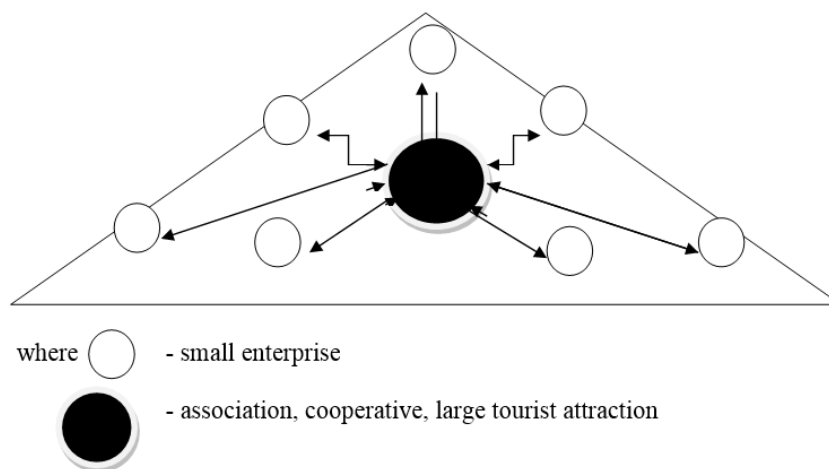 where - small enterprise
- association, cooperative, large tourist attraction